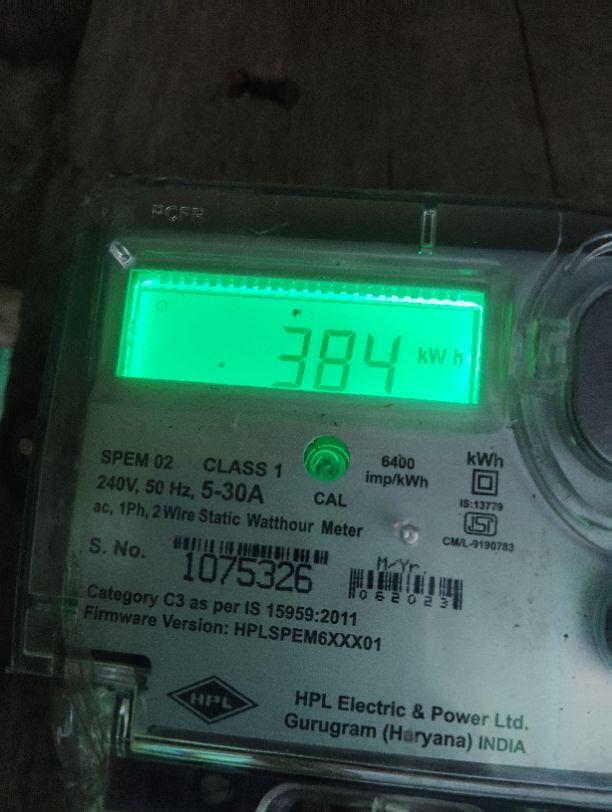 384 kWh
SPEM 02 CLASS 1 6400 imp/kWh kWh
240V, 50 Hz, 5-30A CAL
IS:13779
ac, 1Ph, 2Wire Static Watthour Meter
CM/L-9190783
S. No. 1075326
M/Yr.
062023
Category C3 as per IS 15959:2011
Firmware Version: HPLSPEM6XXX01
HPL
HPL Electric & Power Ltd.
Gurugram (Haryana) INDIA